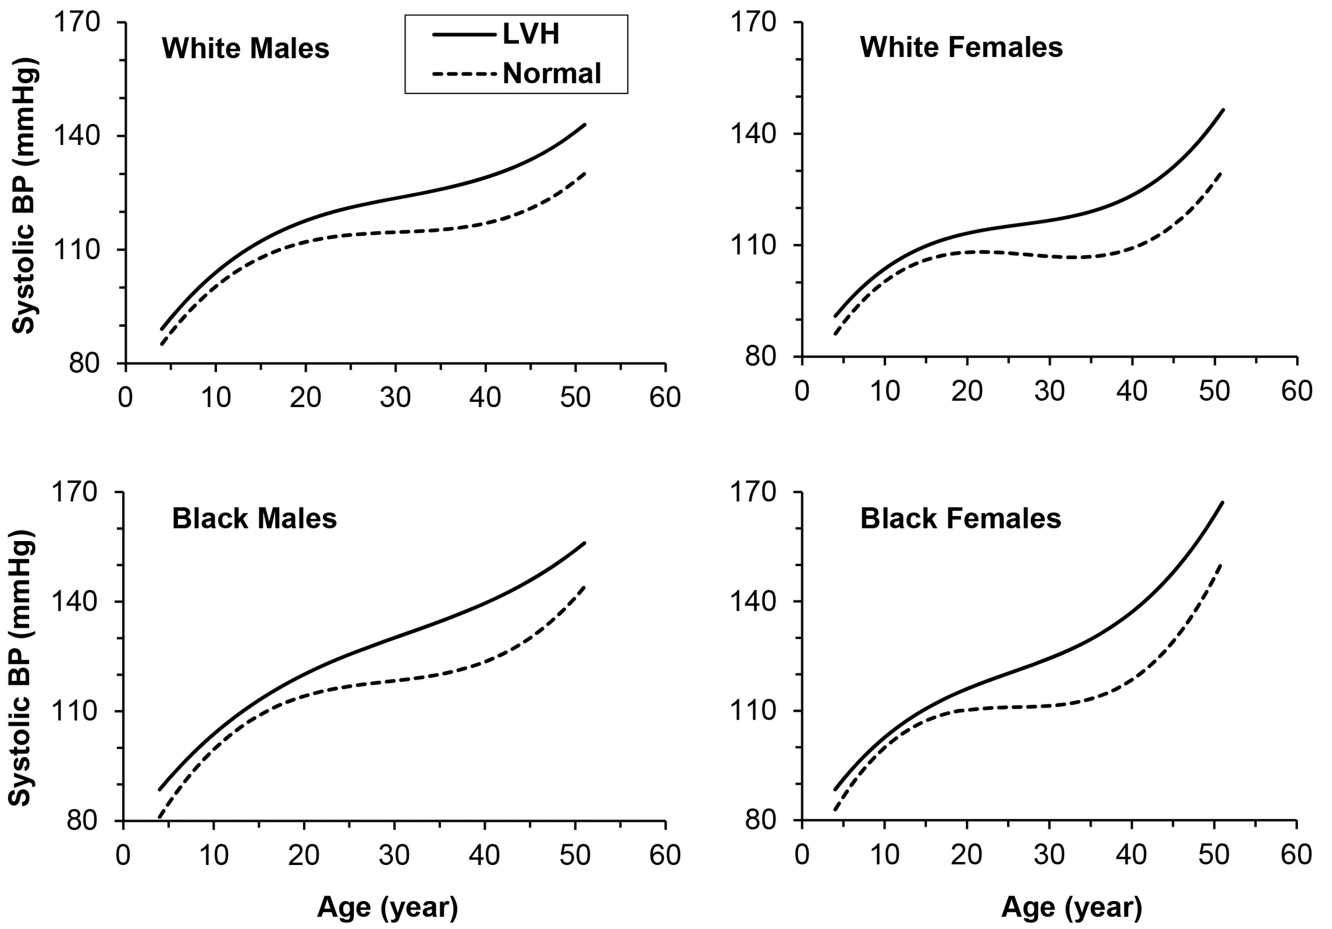 White Males
LVH
Normal
Systolic BP (mmHg)
170
140
110
80
0 10 20 30 40 50 60
White Females
170
140
110
80
0 10 20 30 40 50 60
Black Males
Systolic BP (mmHg)
170
140
110
80
0 10 20 30 40 50 60
Age (year)
Black Females
170
140
110
80
0 10 20 30 40 50 60
Age (year)